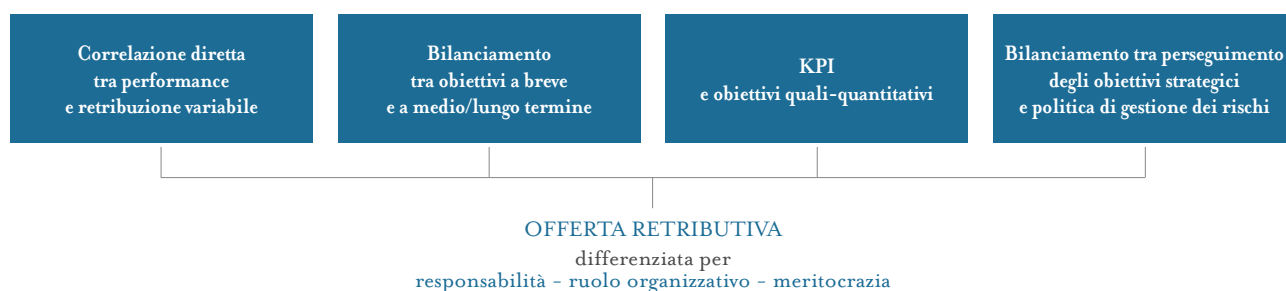 Correlazione diretta
tra performance
e retribuzione variabile
Bilanciamento
tra obiettivi a breve
e a medio/lungo termine
KPI
e obiettivi quali-quantitativi
Bilanciamento tra perseguimento
degli obiettivi strategici
e politica di gestione dei rischi
OFFERTA RETRIBUTIVA
differenziata per
responsabilità - ruolo organizzativo - meritocrazia